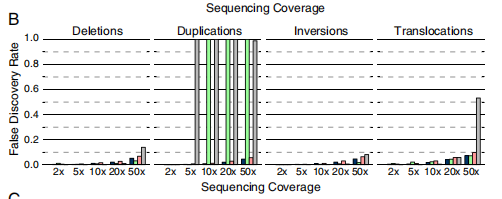 Sequencing Coverage
B
Deletions Duplications Inversions Translocations
False Discovery Rate
1.0
0.8
0.6
0.4
0.2
0.0
2x 5x 10x 20x 50x 2x 5x 10x 20x 50x 2x 5x 10x 20x 50x 2x 5x 10x 20x 50x
Sequencing Coverage